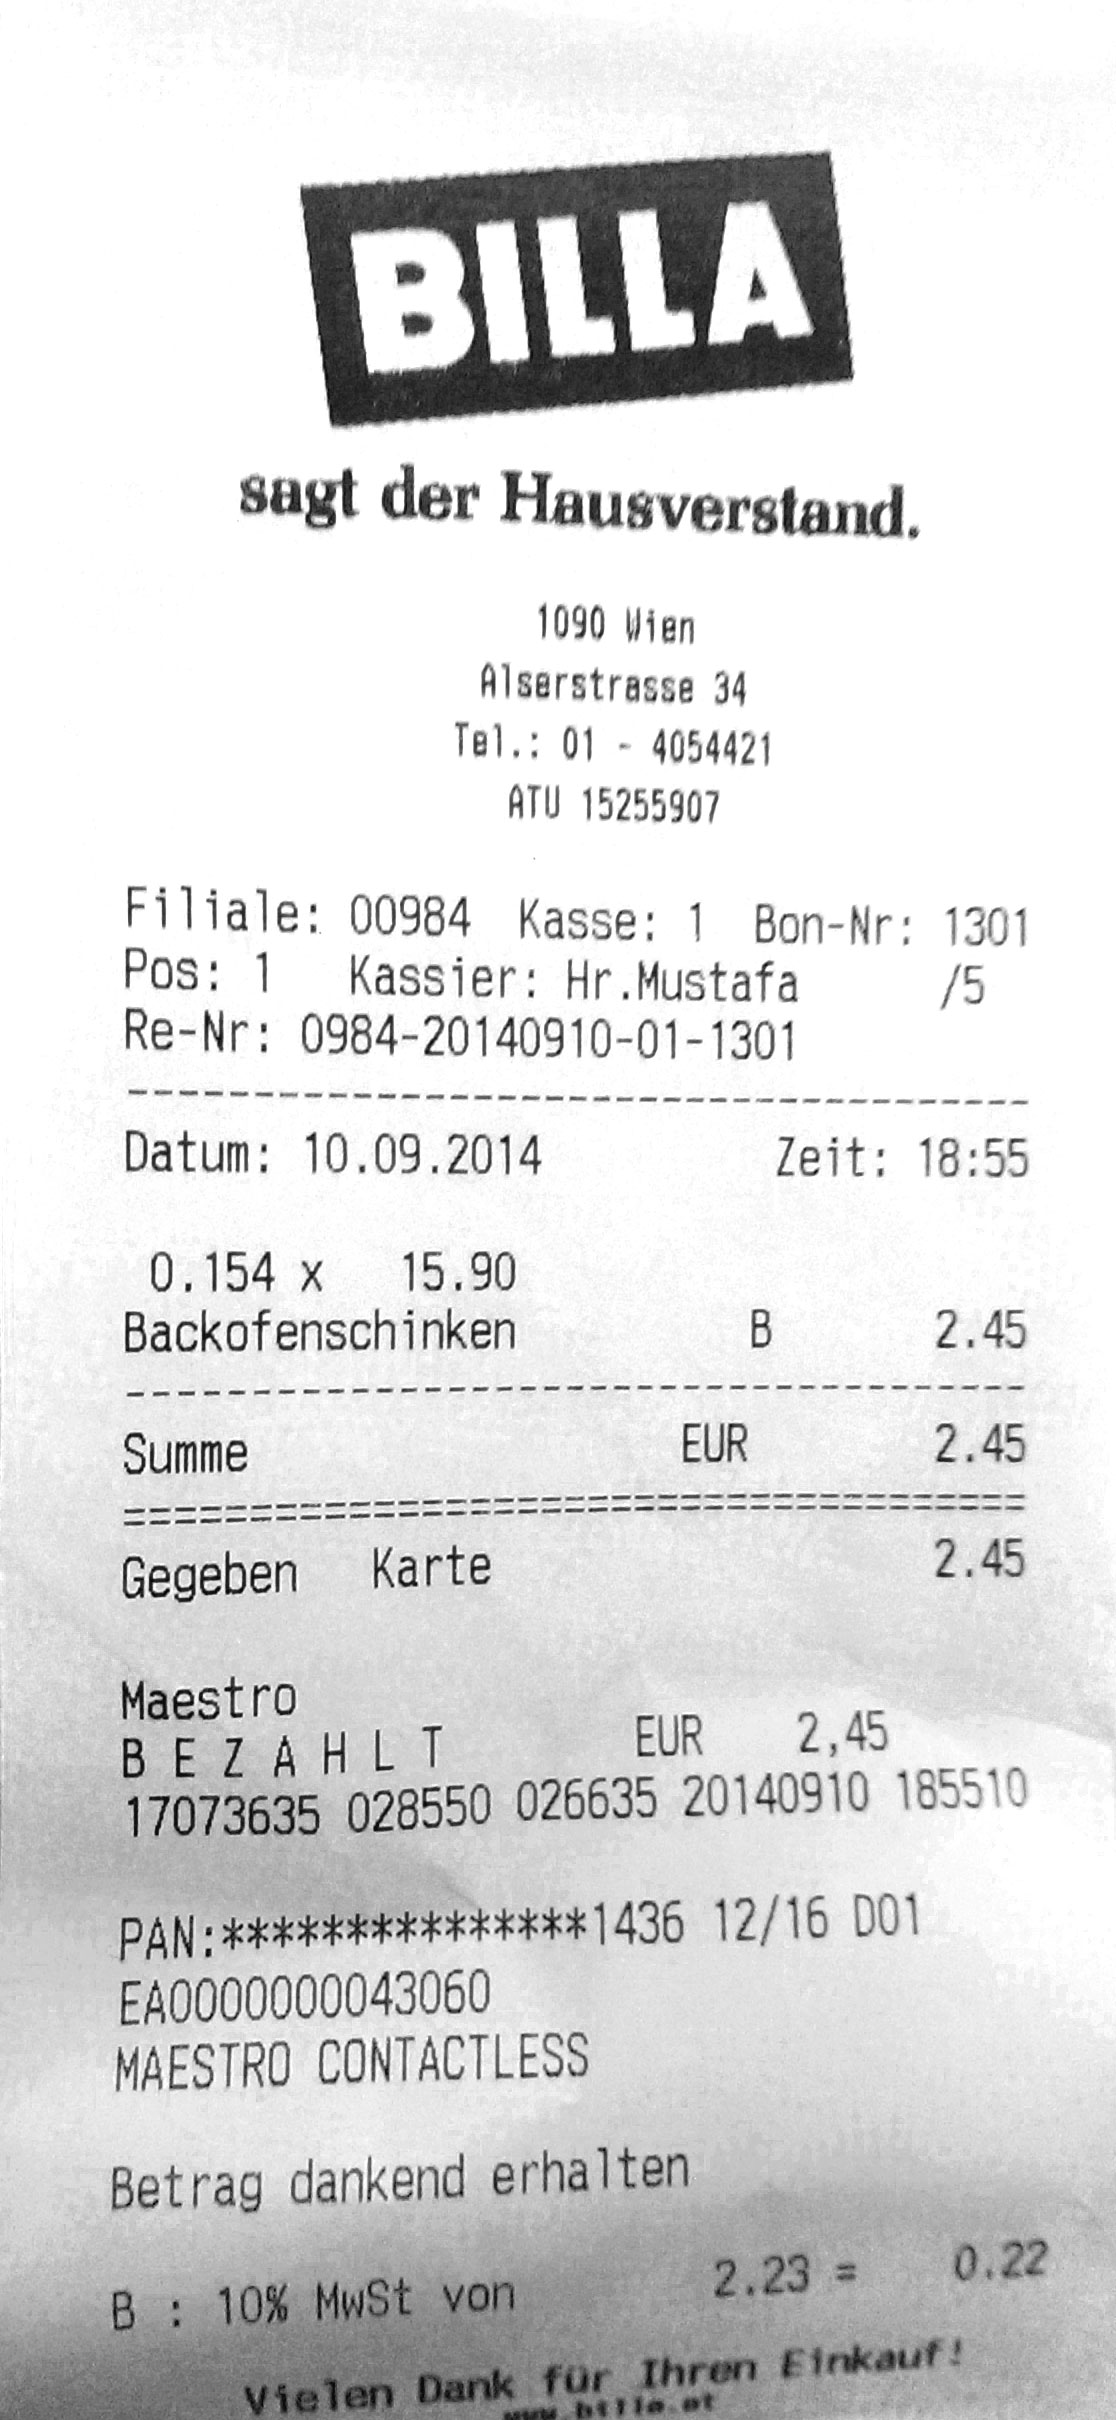 BILLA
sagt der Hausverstand.
1090 Wien
Alserstrasse 34
Tel.: 01 - 4054421
ATU 15255907
Filiale: 00984 Kasse: 1 Bon-Nr: 1301
Pos: 1 Kassier: Hr.Mustafa /5
Re-Nr: 0984-20140910-01-1301
Datum: 10.09.2014 Zeit: 18:55
0.154 x 15.90
Backofenschinken B 2.45
Summe EUR 2.45
Gegeben Karte 2.45
Maestro
B E Z A H L T EUR 2,45
17073635 028550 026635 20140910 185510
PAN:***************1436 12/16 D01
EA0000000043060
MAESTRO CONTACTLESS
Betrag dankend erhalten
B : 10% MwSt von 2.23 = 0.22
Vielen Dank für Ihren Einkauf!
www.billa.at